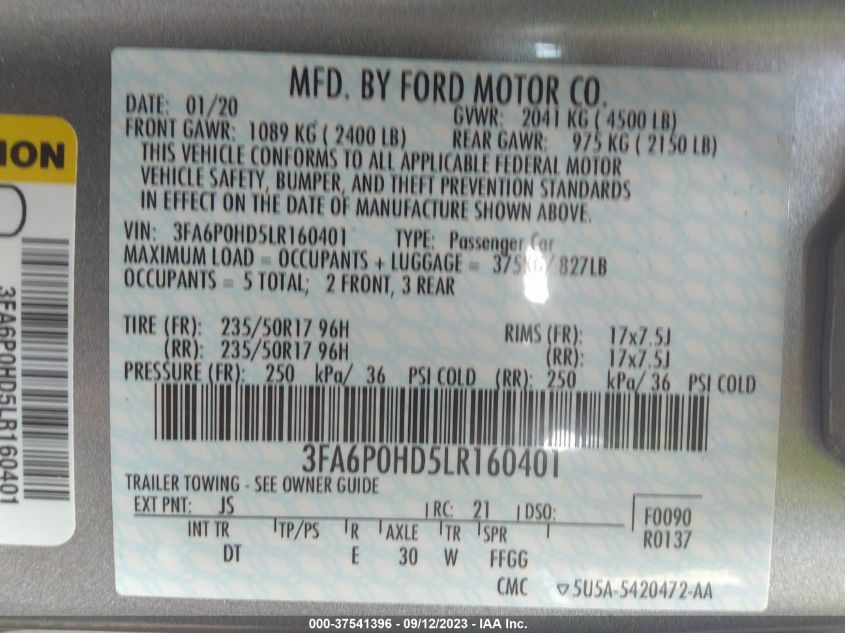 MFD. BY FORD MOTOR CO.
DATE: 01/20
GVWR: 2041 KG ( 4500 LB)
FRONT GAWR: 1089 KG ( 2400 LB)
REAR GAWR: 975 KG ( 2150 LB)
THIS VEHICLE CONFORMS TO ALL APPLICABLE FEDERAL MOTOR
VEHICLE SAFETY, BUMPER, AND THEFT PREVENTION STANDARDS
IN EFFECT ON THE DATE OF MANUFACTURE SHOWN ABOVE.
VIN: 3FA6P0HD5LR160401 TYPE: Passenger Car
MAXIMUM LOAD = OCCUPANTS + LUGGAGE = 375KG/ 827LB
OCCUPANTS = 5 TOTAL; 2 FRONT, 3 REAR
TIRE (FR): 235/50R17 96H RIMS (FR): 17x7.5J
(RR): 235/50R17 96H (RR): 17x7.5J
PRESSURE (FR): 250 kPa/ 36 PSI COLD (RR): 250 kPa/ 36 PSI COLD
3FA6P0HD5LR160401
TRAILER TOWING - SEE OWNER GUIDE
EXT PNT: JS RC: 21 DSO: F0090
R0137
INT TR TP/PS R AXLE TR SPR
DT E 30 W FFGG
CMC ▽5U5A-5420472-AA
ION
3FA6P0HD5LR160401
000-37541396 - 09/12/2023 - IAA Inc.